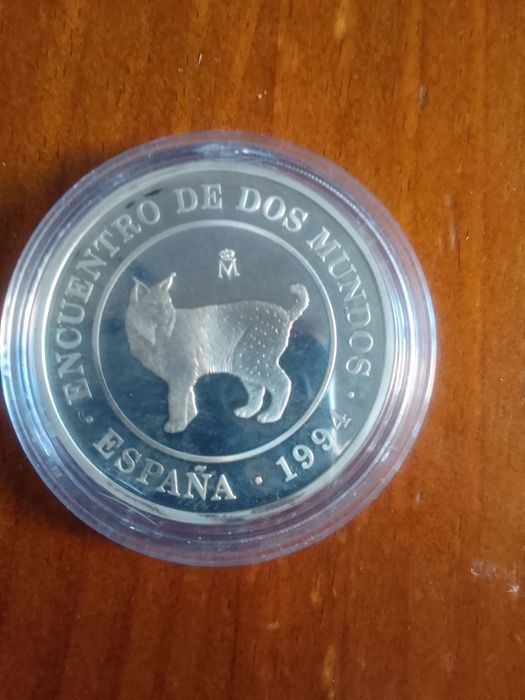 · ENCUENTRO DE DOS MUNDOS ·
ESPAÑA · 1994
M